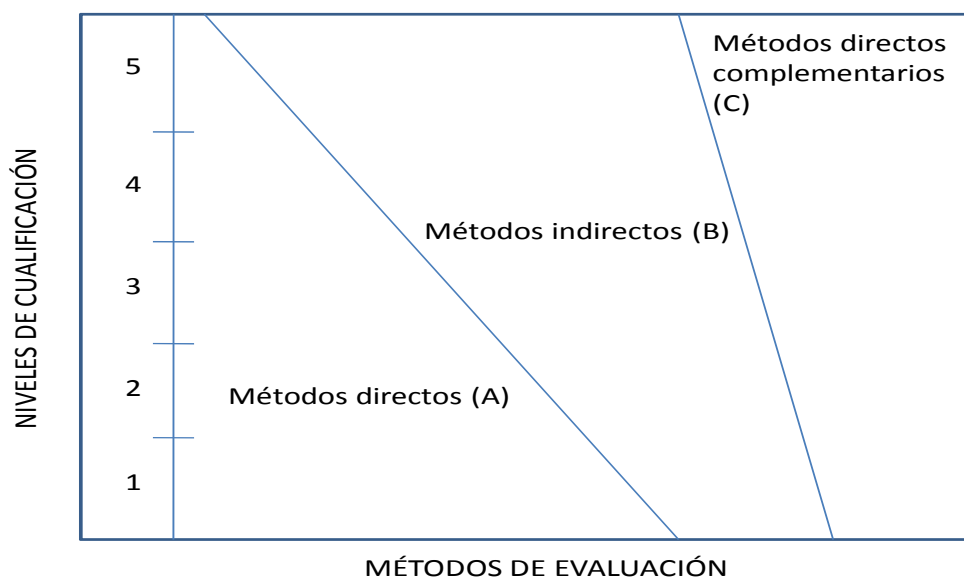 Métodos directos
complementarios
(C)
5
4
Métodos indirectos (B)
3
Métodos directos (A)
2
1
NIVELES DE CUALIFICACIÓN
MÉTODOS DE EVALUACIÓN